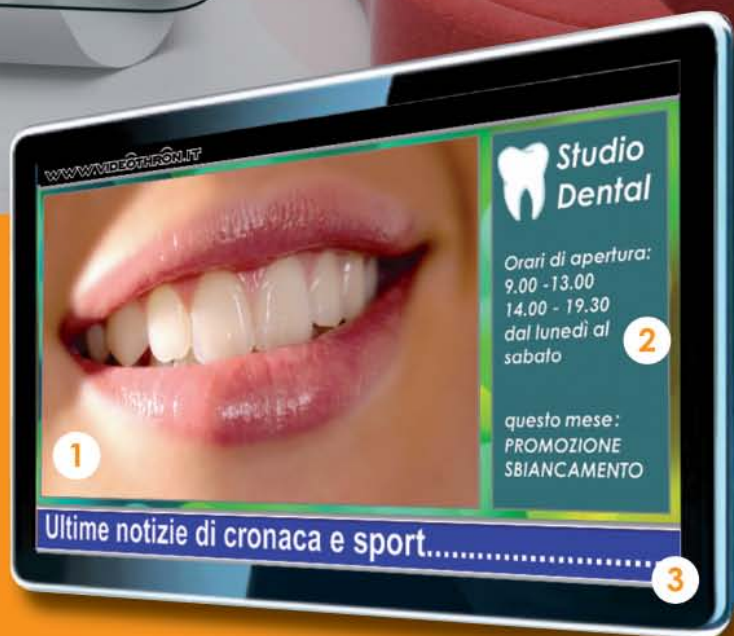 WWW.VIDEOTHRON.IT
Studio
Dental
Orari di apertura:
9.00 -13.00
14.00 - 19.30
dal lunedì al
sabato
2
questo mese:
PROMOZIONE
SBIANCAMENTO
1
Ultime notizie di cronaca e sport..............................
3